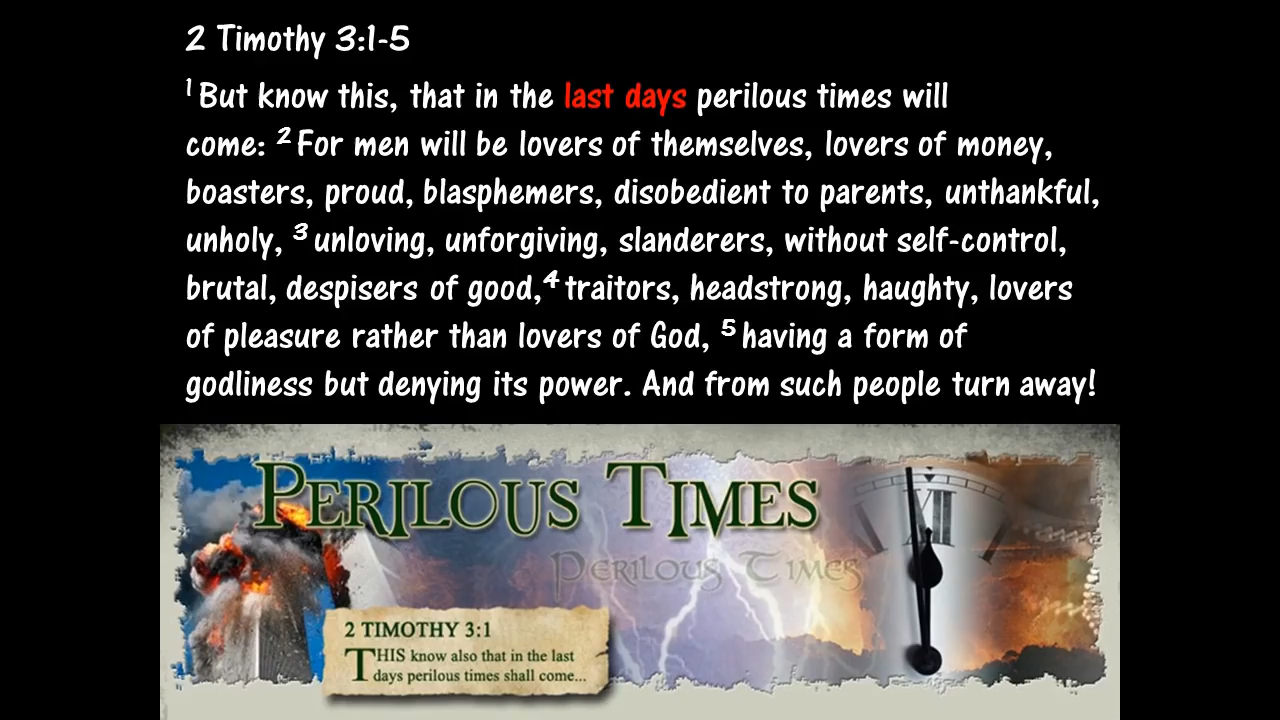 2 Timothy 3:1-5
1 But know this, that in the last days perilous times will
come: 2 For men will be lovers of themselves, lovers of money,
boasters, proud, blasphemers, disobedient to parents, unthankful,
unholy, 3 unloving, unforgiving, slanderers, without self-control,
brutal, despisers of good,4 traitors, headstrong, haughty, lovers
of pleasure rather than lovers of God, 5 having a form of
godliness but denying its power. And from such people turn away!
PERILOUS TIMES
PERILOUS TIMES
VII
2 TIMOTHY 3:1
THIS know also that in the last
days perilous times shall come...